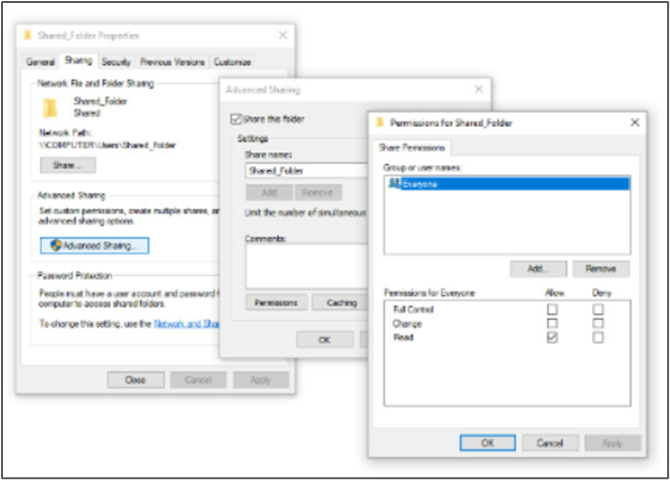 Shared_Folder Properties
General Sharing Security Previous Versions Customize
Network File and Folder Sharing
Shared_Folder
Shared
Network Path:
\\COMPUTER\Users\Shared_Folder
Share...
Advanced Sharing
Set custom permissions, create multiple shares, an
advanced sharing options.
Advanced Sharing...
Password Protection
People must have a user account and password f
computer to access shared folders.
To change this setting, use the Network and Shar
Close Cancel Apply
Advanced Sharing
Share this folder
Settings
Share name:
Shared_Folder
Add Remove
Limit the number of simultaneous
Comments:
Permissions Caching
OK
Permissions for Shared_Folder
Share Permissions
Group or user names:
Everyone
Add... Remove
Permissions for Everyone Allow Deny
Full Control
Change
Read
OK Cancel Apply